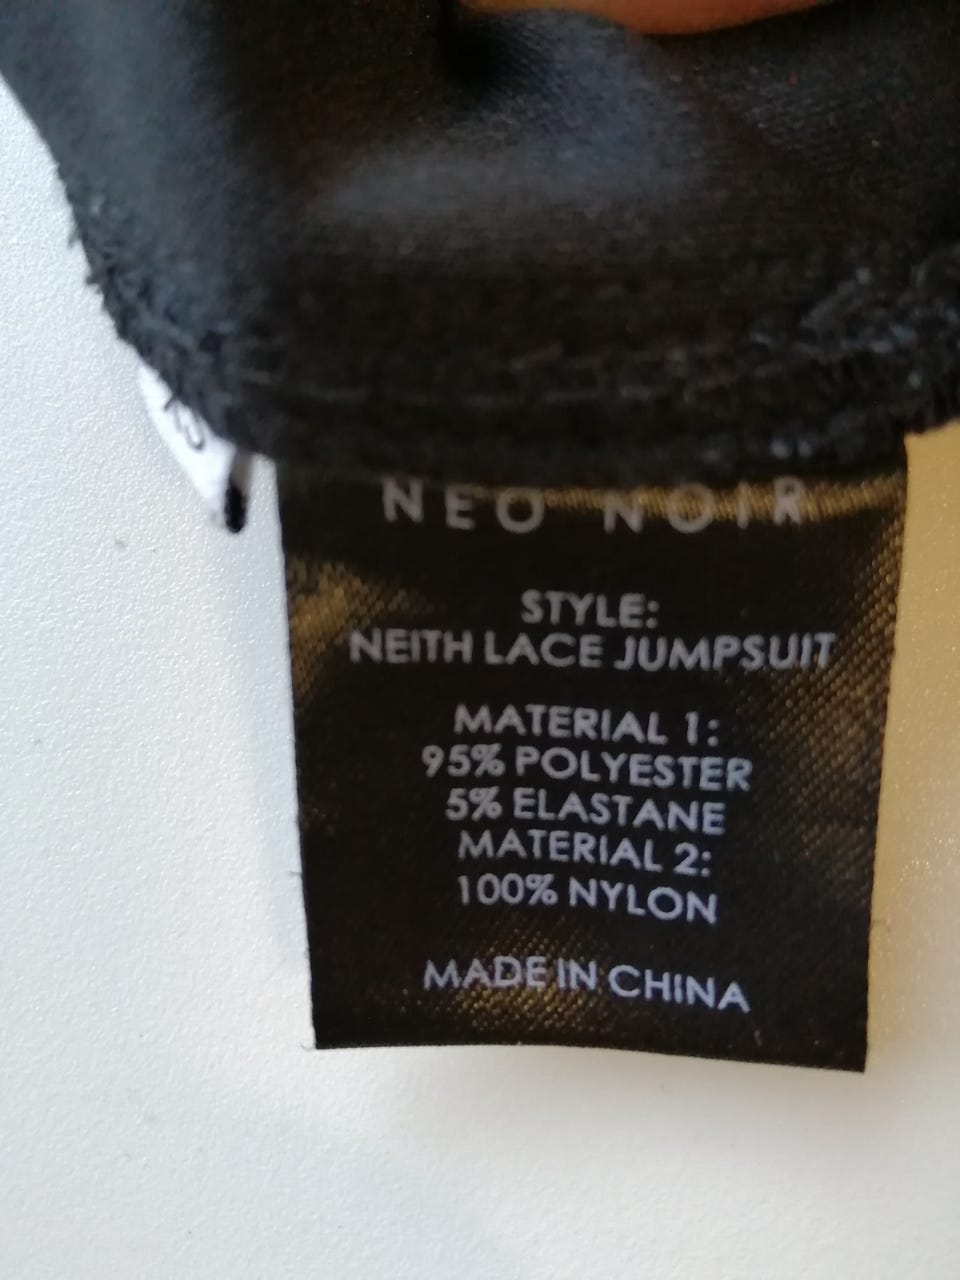 NEO NOIR
STYLE:
NEITH LACE JUMPSUIT
MATERIAL 1:
95% POLYESTER
5% ELASTANE
MATERIAL 2:
100% NYLON
MADE IN CHINA